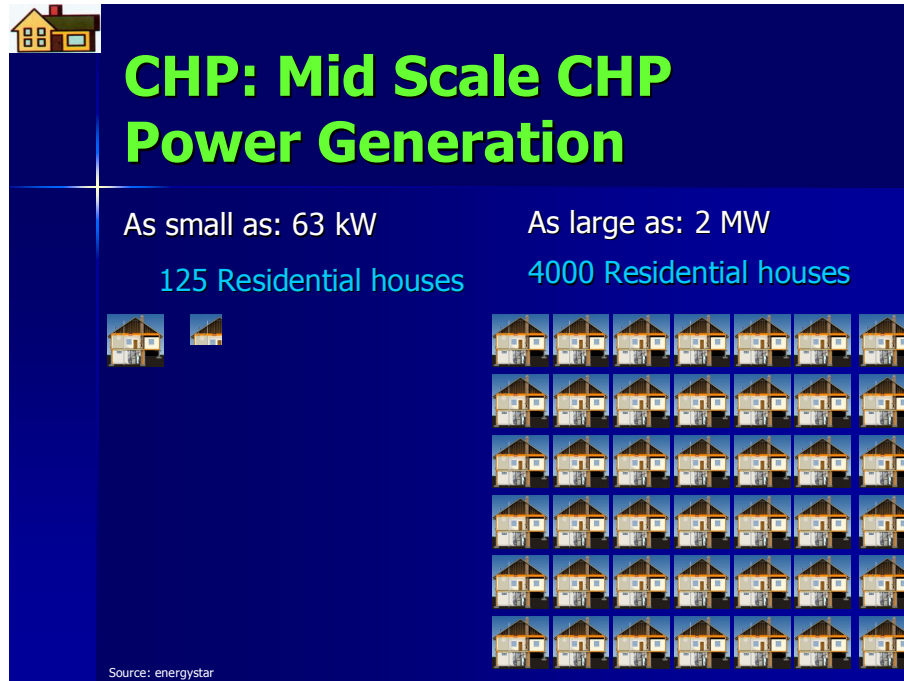 CHP: Mid Scale CHP
Power Generation
As small as: 63 kW
125 Residential houses
As large as: 2 MW
4000 Residential houses
Source: energystar